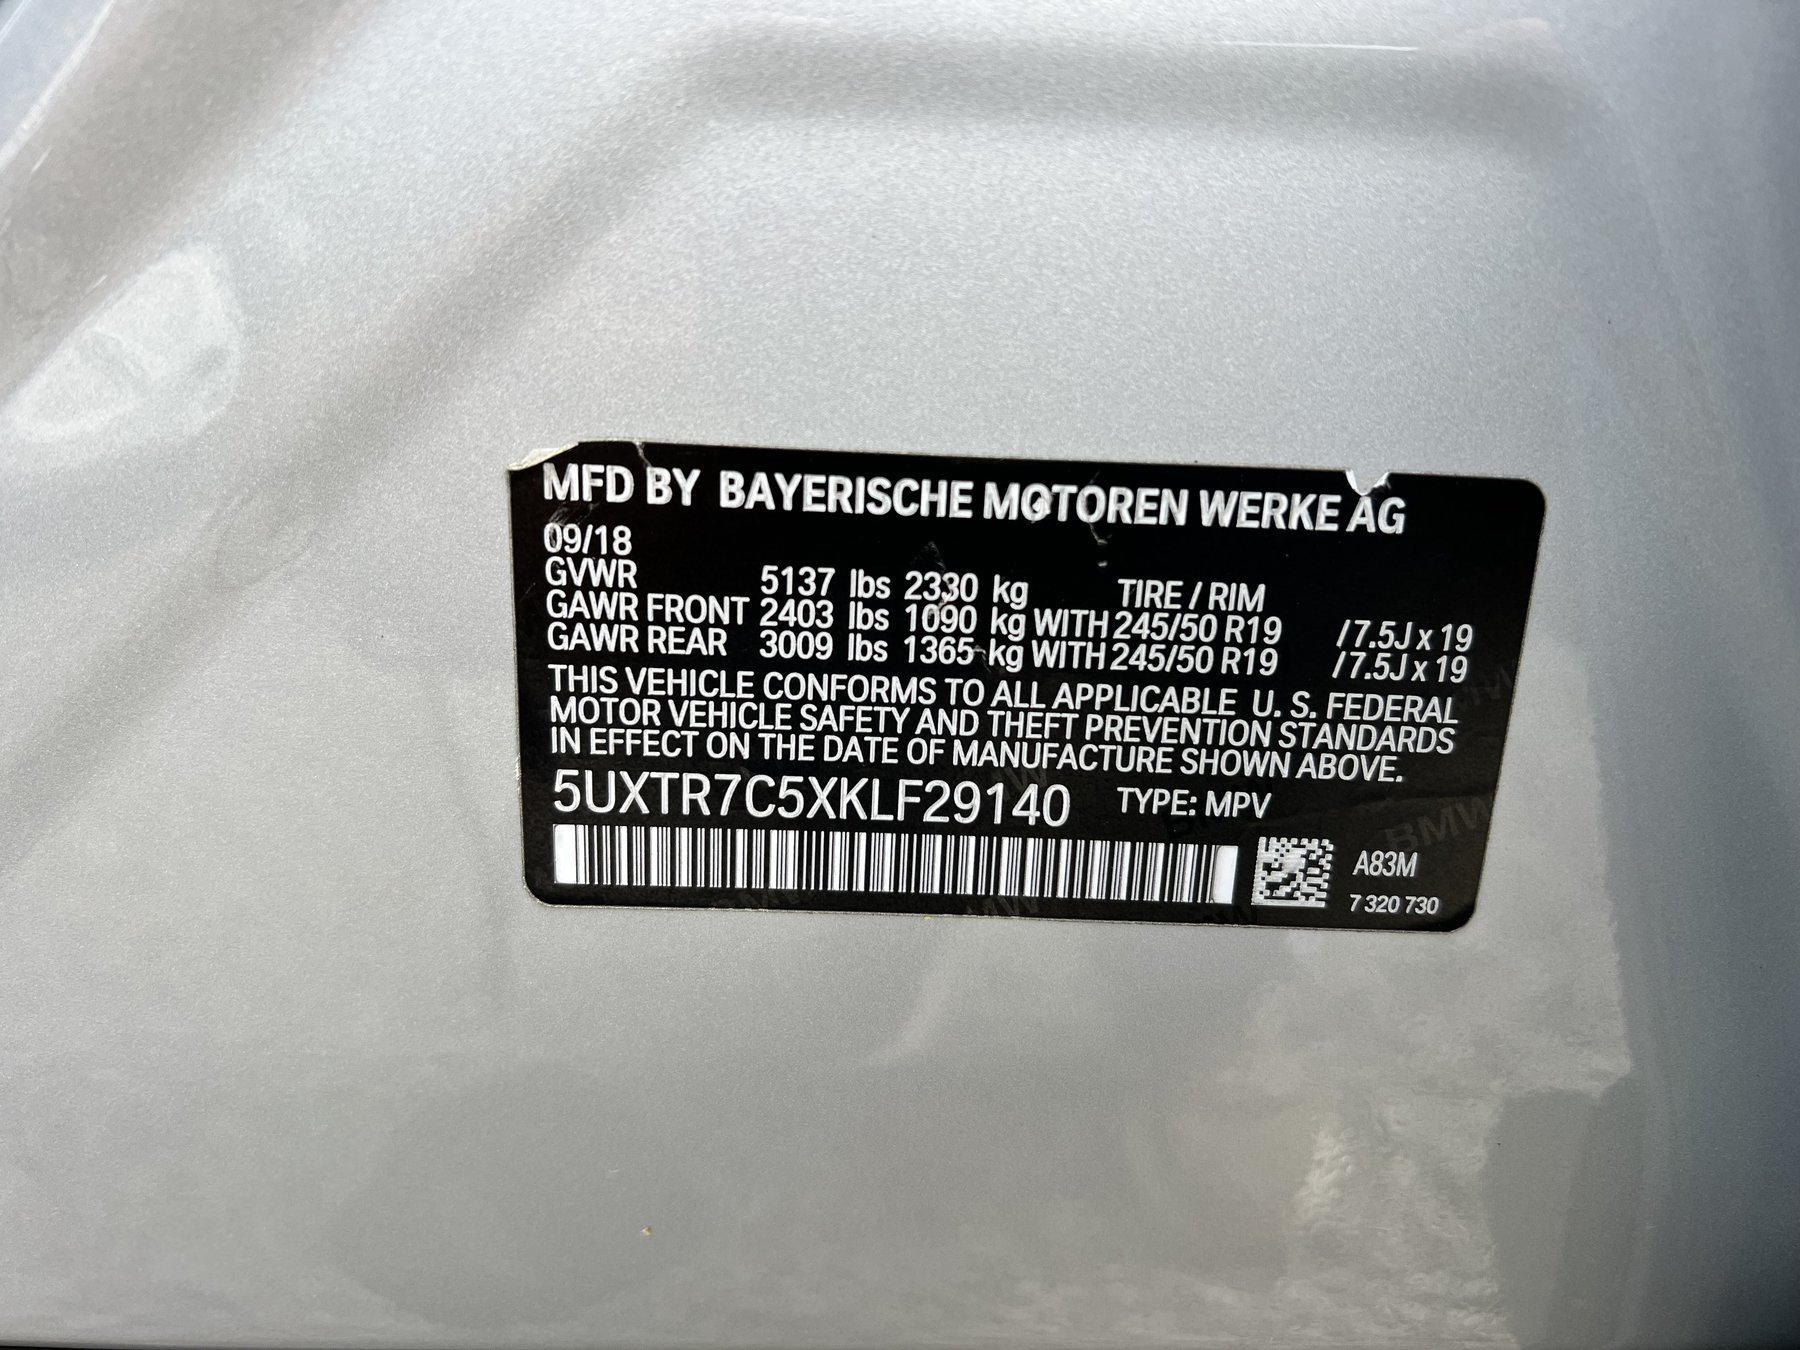 MFD BY BAYERISCHE MOTOREN WERKE AG
09/18
GVWR 5137 lbs 2330 kg TIRE / RIM
GAWR FRONT 2403 lbs 1090 kg WITH 245/50 R19 / 7.5J x 19
GAWR REAR 3009 lbs 1365 kg WITH 245/50 R19 / 7.5J x 19
THIS VEHICLE CONFORMS TO ALL APPLICABLE U. S. FEDERAL
MOTOR VEHICLE SAFETY AND THEFT PREVENTION STANDARDS
IN EFFECT ON THE DATE OF MANUFACTURE SHOWN ABOVE.
5UXTR7C5XKLF29140 TYPE: MPV
BMW
A83M
7 320 730